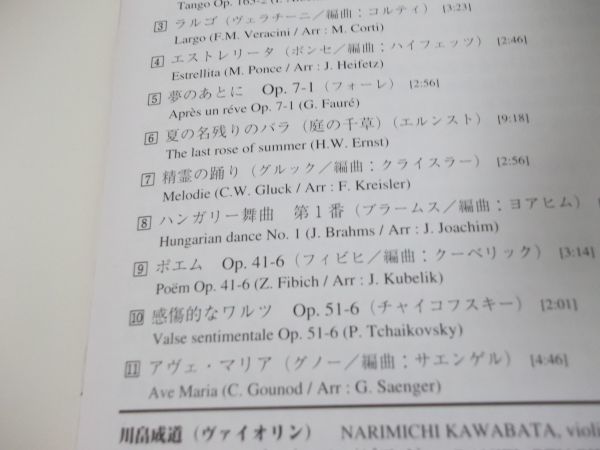 Tango Op. 165-2 (I.
3 ラルゴ（ヴェラチーニ／編曲：コルティ） [3:23]
Largo (F.M. Veracini / Arr : M. Corti)
4 エストレリータ（ポンセ／編曲：ハイフェッツ） [2:46]
Estrellita (M. Ponce / Arr : J. Heifetz)
5 夢のあとに Op. 7-1（フォーレ） [2:56]
Après un réve Op. 7-1 (G. Fauré)
6 夏の名残りのバラ（庭の千草）（エルンスト） [9:18]
The last rose of summer (H.W. Ernst)
7 精霊の踊り（グルック／編曲：クライスラー） [2:56]
Melodie (C.W. Gluck / Arr : F. Kreisler)
8 ハンガリー舞曲 第1番（ブラームス／編曲：ヨアヒム）
Hungarian dance No. 1 (J. Brahms / Arr : J. Joachim)
9 ポエム Op. 41-6（フィビヒ／編曲：クーベリック） [3:14]
Poëm Op. 41-6 (Z. Fibich / Arr : J. Kubelik)
10 感傷的なワルツ Op. 51-6（チャイコフスキー） [2:01]
Valse sentimentale Op. 51-6 (P. Tchaikovsky)
11 アヴェ・マリア（グノー／編曲：サエンゲル） [4:46]
Ave Maria (C. Gounod / Arr : G. Saenger)
川畠成道（ヴァイオリン） NARIMICHI KAWABATA, violi